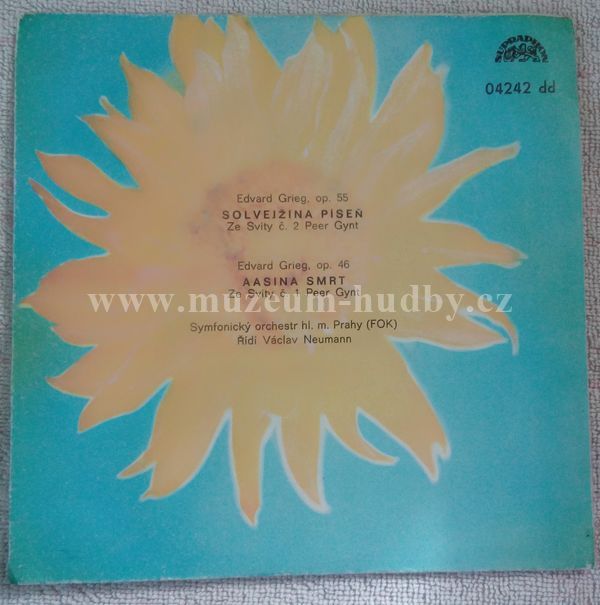 SUPRAPHON
04242 dd
Edvard Grieg, op. 55
SOLVEJŽINA PÍSEŇ
Ze Svity č. 2 Peer Gynt
Edvard Grieg, op. 46
AASINA SMRT
Ze Svity č. 1 Peer Gynt
www.muzeum-hudby.cz
Symfonický orchestr hl. m. Prahy (FOK)
Řídí Václav Neumann